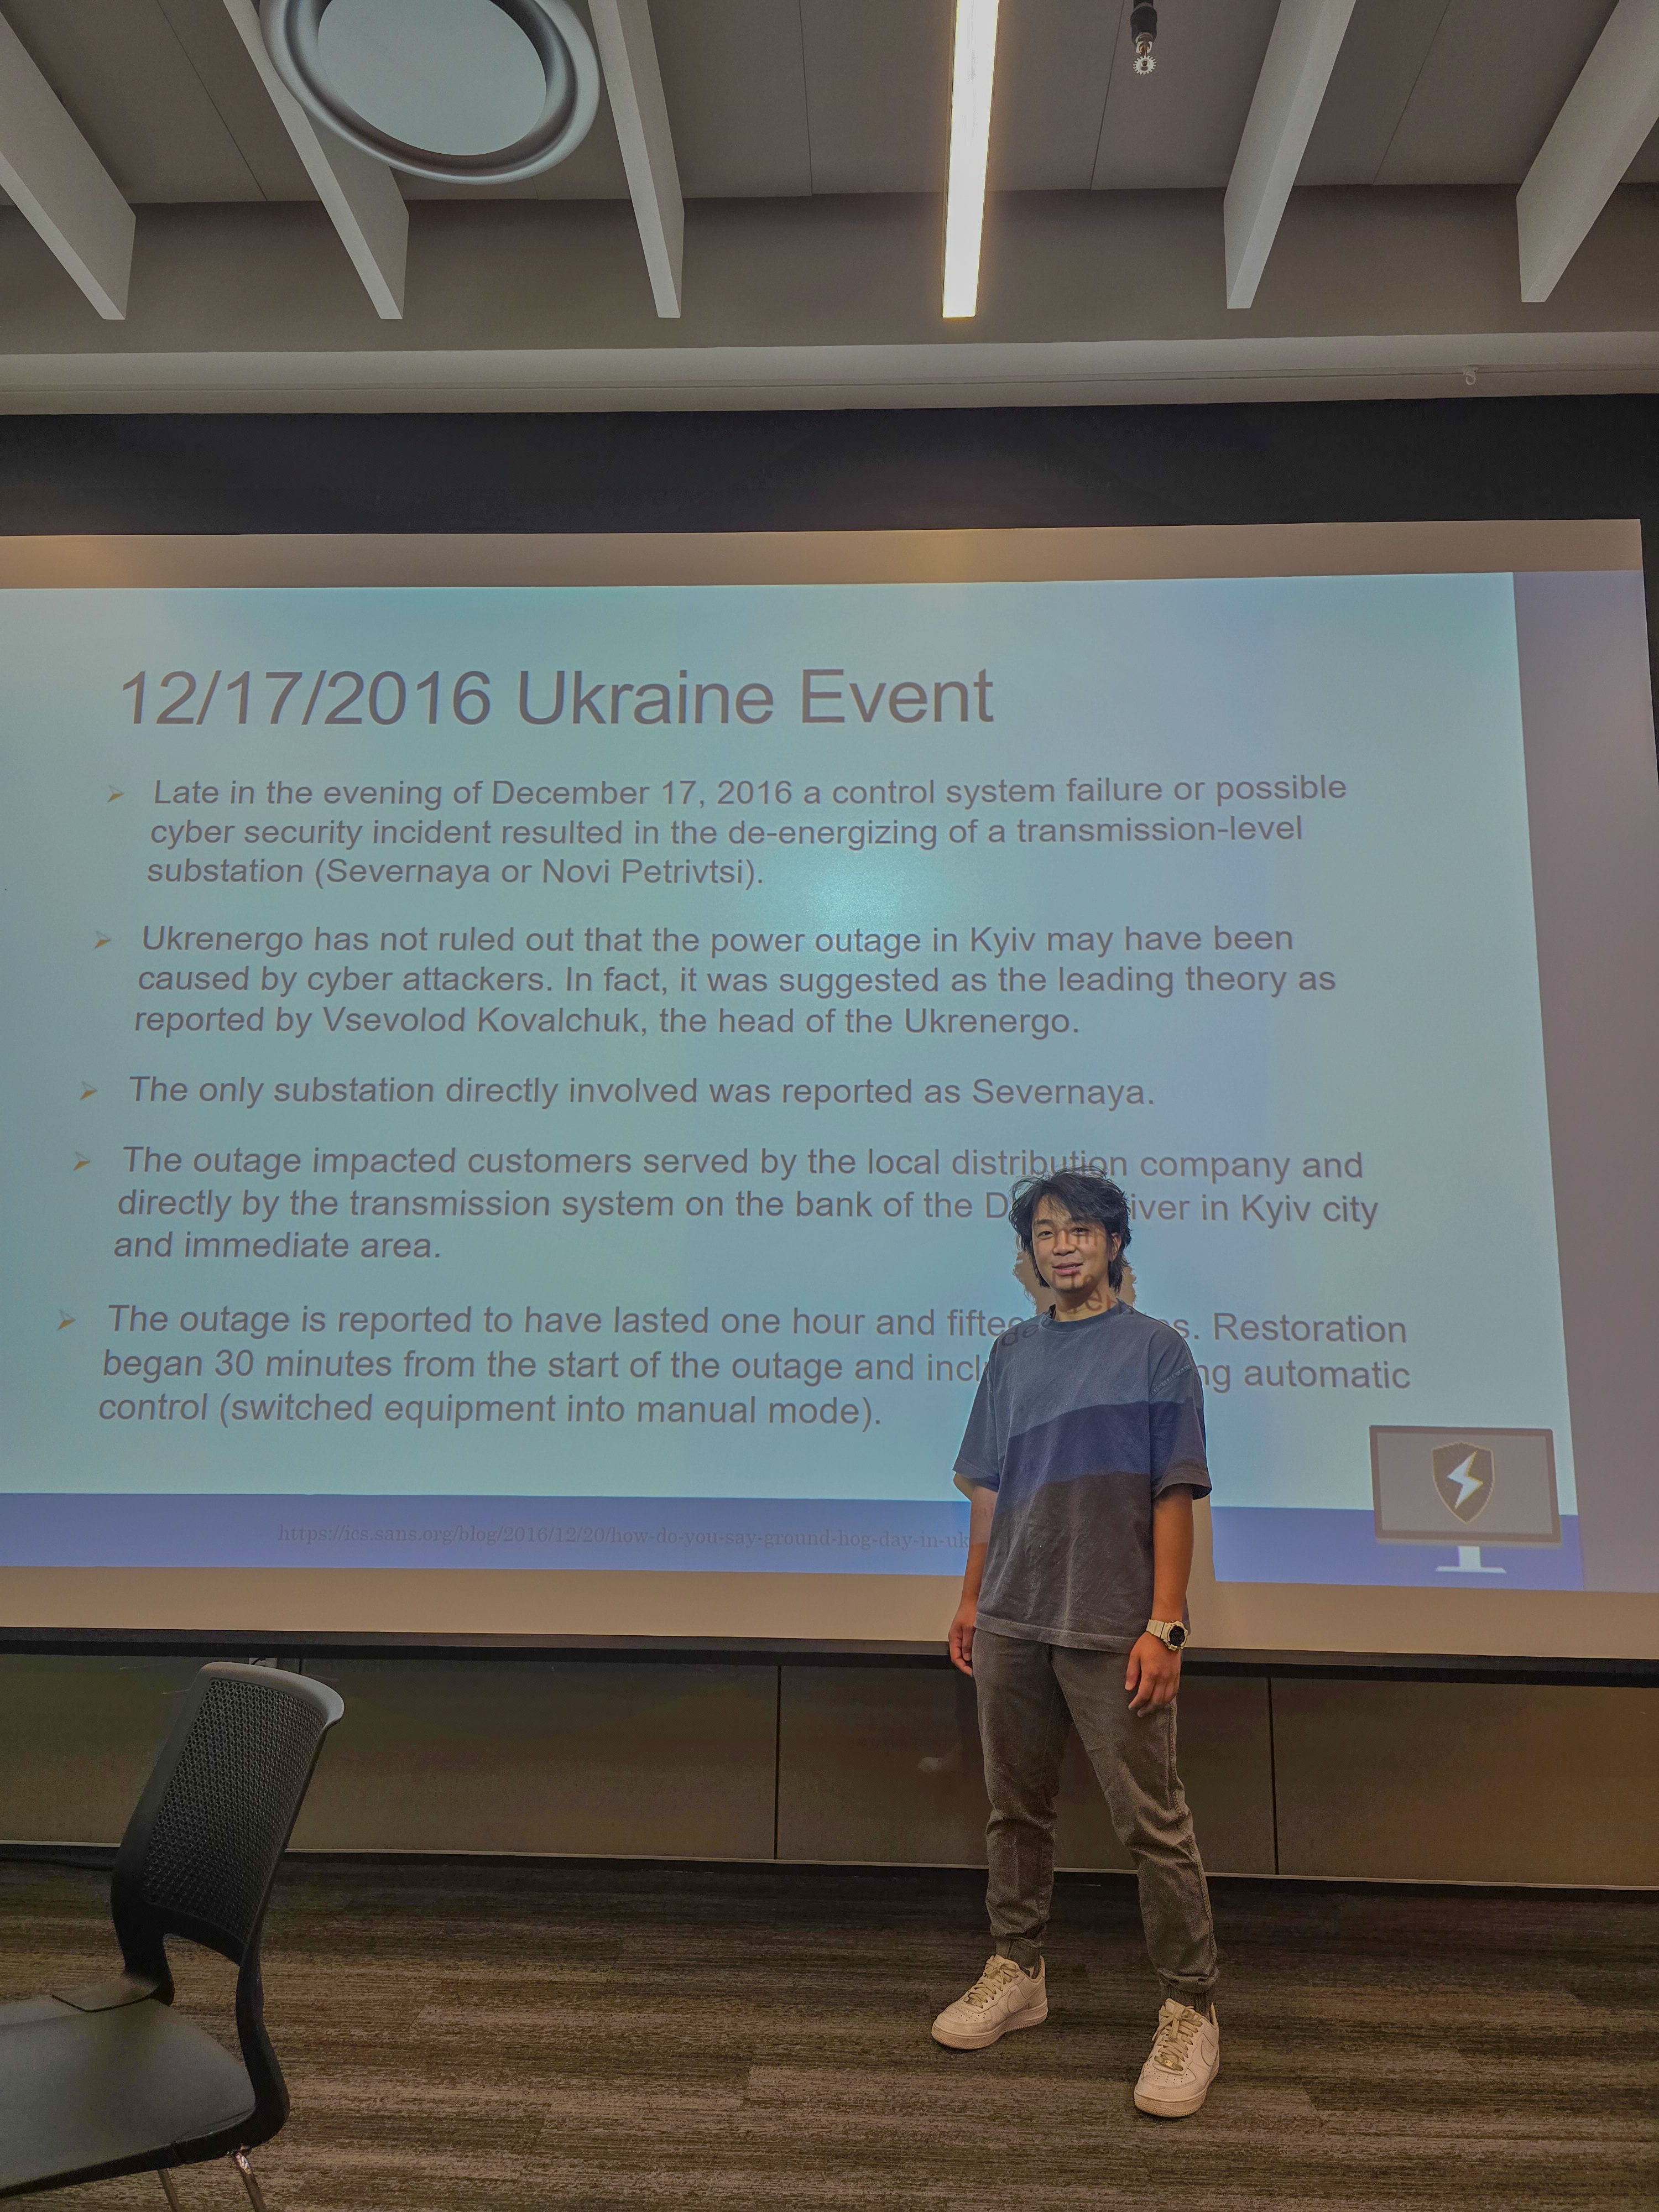 12/17/2016 Ukraine Event
Late in the evening of December 17, 2016 a control system failure or possible
cyber security incident resulted in the de-energizing of a transmission-level
substation (Severnaya or Novi Petrivtsi).
Ukrenergo has not ruled out that the power outage in Kyiv may have been
caused by cyber attackers. In fact, it was suggested as the leading theory as
reported by Vsevolod Kovalchuk, the head of the Ukrenergo.
The only substation directly involved was reported as Severnaya.
The outage impacted customers served by the local distribution company and
directly by the transmission system on the bank of the in Kyiv city
and immediate area.
The outage is reported to have lasted one hour and Restoration
began 30 minutes from the start of the outage and automatic
control (switched equipment into manual mode).
https://ics.sans.org/blog/2016/12/20/how-do-you-say-ground-hog-day-in-uk